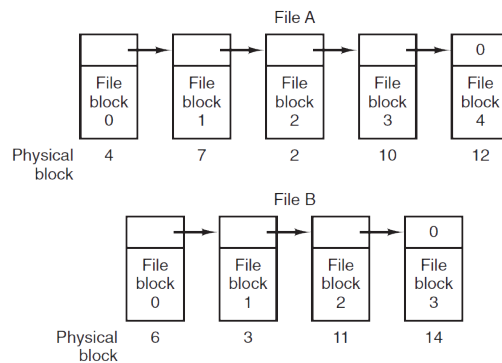 File A
0
File block 0
File block 1
File block 2
File block 3
File block 4
Physical block 4 7 2 10 12
File B
0
File block 0
File block 1
File block 2
File block 3
Physical block 6 3 11 14